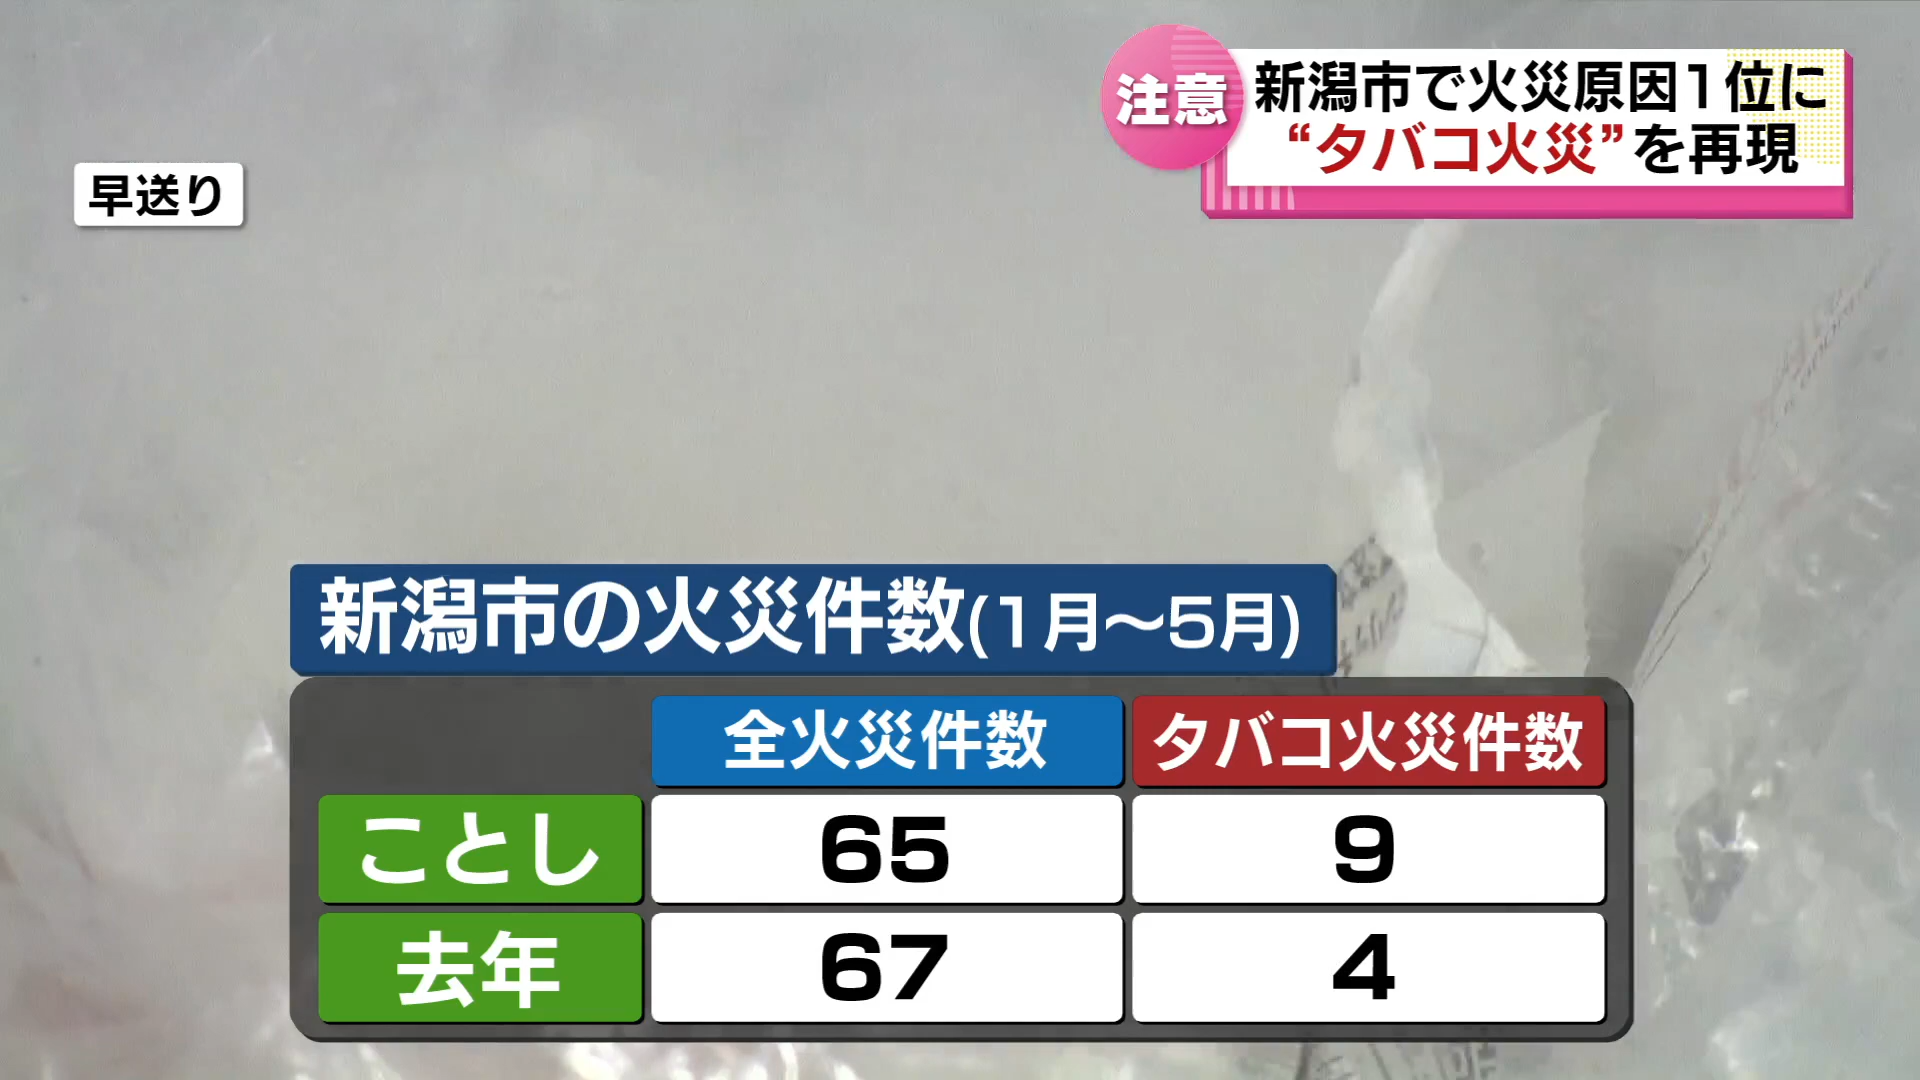 注意
新潟市で火災原因1位に
“タバコ火災”を再現
早送り
新潟市の火災件数(1月～5月)
全火災件数 タバコ火災件数
ことし 65 9
去年 67 4